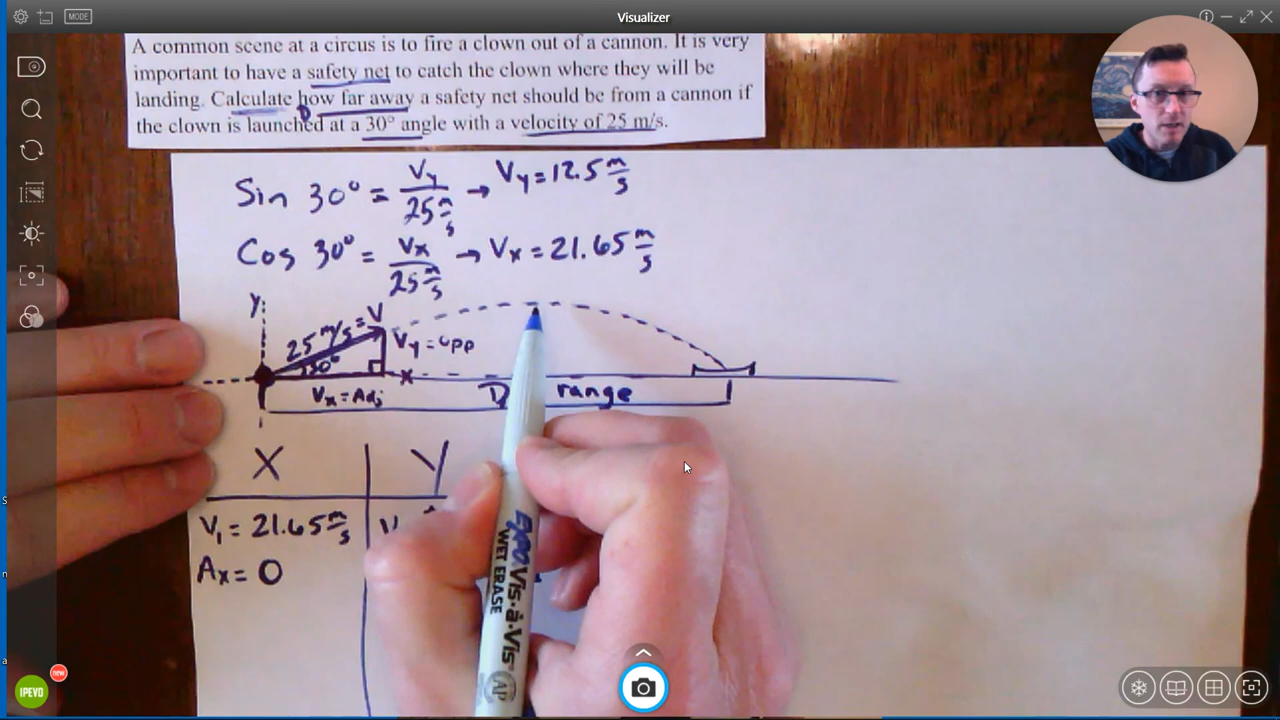 MODE
Visualizer
A common scene at a circus is to fire a clown out of a cannon. It is very
important to have a safety net to catch the clown where they will be
landing. Calculate how far away a safety net should be from a cannon if
D
the clown is launched at a 30° angle with a velocity of 25 m/s.
Sin 30° = Vy / 25 m/s → Vy = 12.5 m/s
Cos 30° = Vx / 25 m/s → Vx = 21.65 m/s
y
25 m/s = V
30°
Vy = opp
x
Vx = Adj
D
range
X
Y
V₁ = 21.65 m/s
V
Ax = 0
Expo Vis·à·Vis
WET ERASE
AP
new
IPEVO